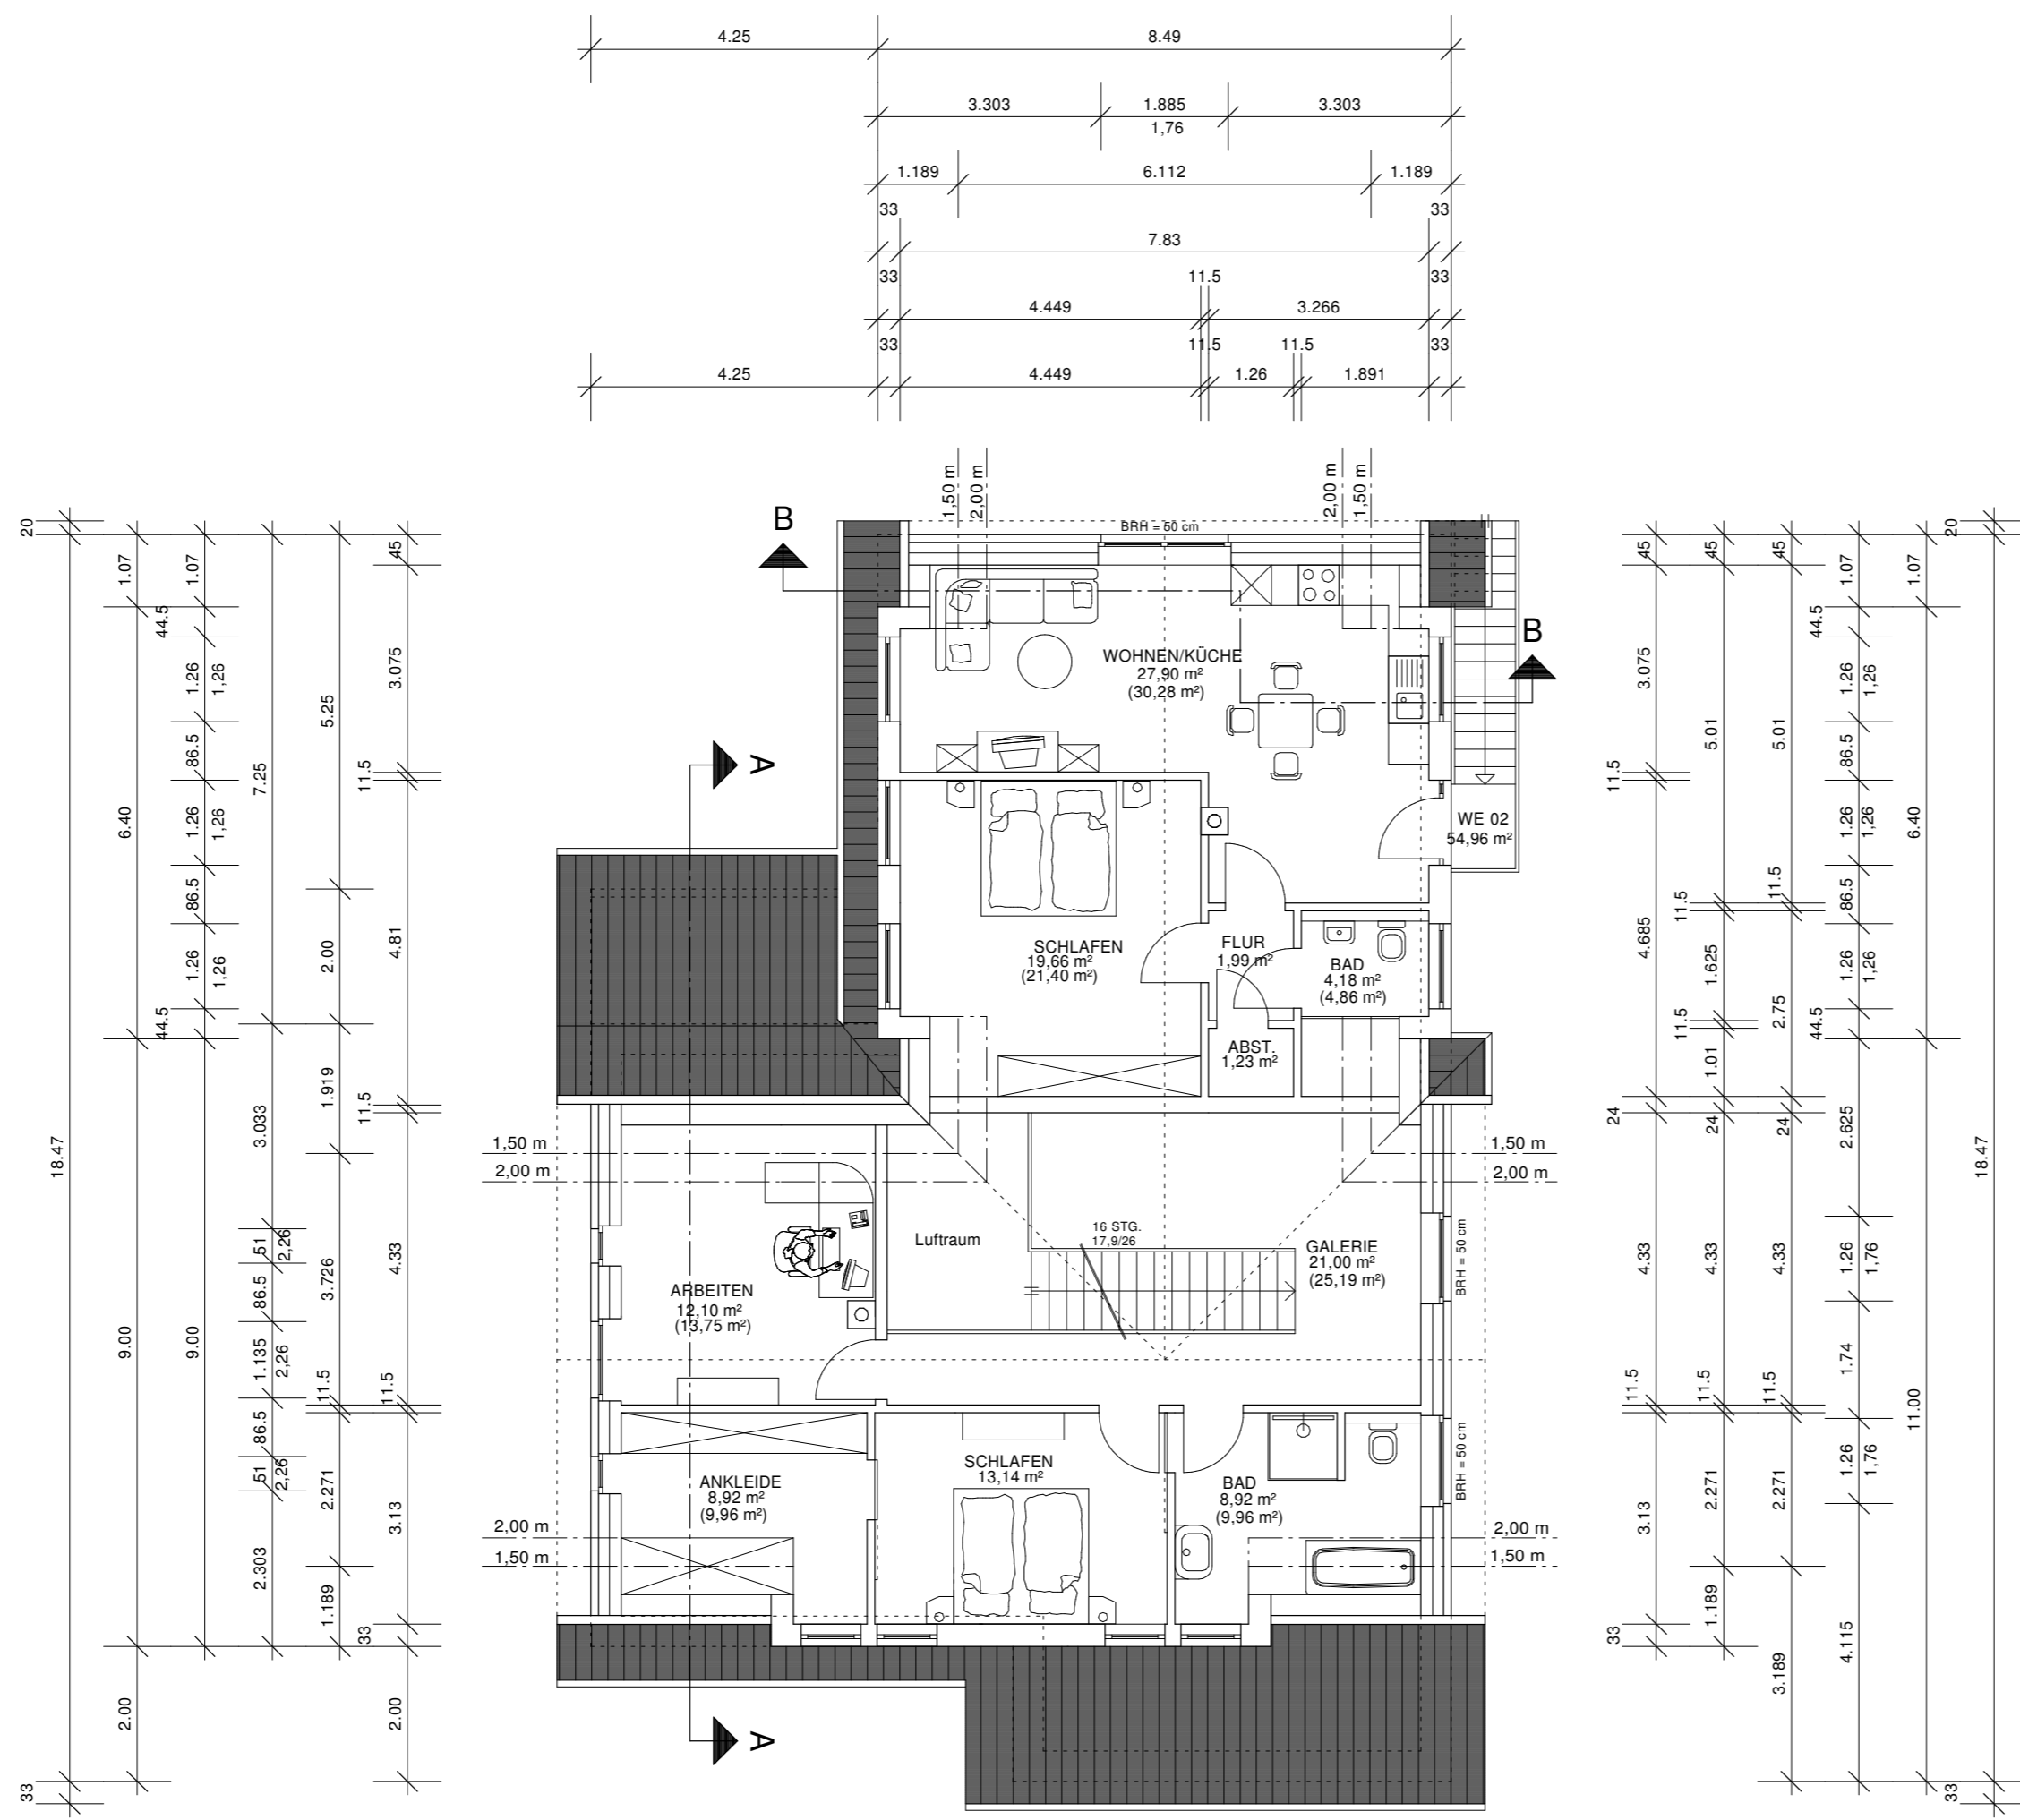 4.25
8.49
3.303
1.885
3.303
1,76
1.189
6.112
1.189
33
33
7.83
33
11.5
33
4.449
3.266
33
11.5
11.5
33
4.25
4.449
1.26
1.891
1,50 m
2,00 m
2,00 m
1,50 m
B
BRH = 50 cm
B
WOHNEN/KÜCHE
27,90 m²
(30,28 m²)
A
WE 02
54,96 m²
SCHLAFEN
19,66 m²
(21,40 m²)
FLUR
1,99 m²
BAD
4,18 m²
(4,86 m²)
ABST.
1,23 m²
1,50 m
2,00 m
1,50 m
2,00 m
Luftraum
16 STG.
17,9/26
GALERIE
21,00 m²
(25,19 m²)
BRH = 50 cm
ARBEITEN
12,10 m²
(13,75 m²)
ANKLEIDE
8,92 m²
(9,96 m²)
SCHLAFEN
13,14 m²
BAD
8,92 m²
(9,96 m²)
BRH = 50 cm
2,00 m
1,50 m
2,00 m
1,50 m
A
20
18.47
33
1.07
6.40
9.00
2.00
1.07
44.5
1.26
1,26
86.5
1.26
1,26
86.5
1.26
1,26
44.5
9.00
7.25
3.033
51
2,26
86.5
1.135
2,26
86.5
51
2,26
2.303
5.25
2.00
1.919
3.726
11.5
2.271
1.189
45
3.075
11.5
4.81
11.5
4.33
11.5
3.13
33
2.00
45
3.075
11.5
4.685
24
4.33
11.5
3.13
33
45
5.01
11.5
1.625
11.5
1.01
24
4.33
11.5
2.271
1.189
45
5.01
11.5
2.75
24
4.33
11.5
2.271
3.189
1.07
44.5
1.26
1,26
86.5
1.26
1,26
86.5
1.26
1,26
44.5
2.625
1.26
1,76
1.74
1.26
1,76
4.115
1.07
6.40
11.00
20
18.47
33